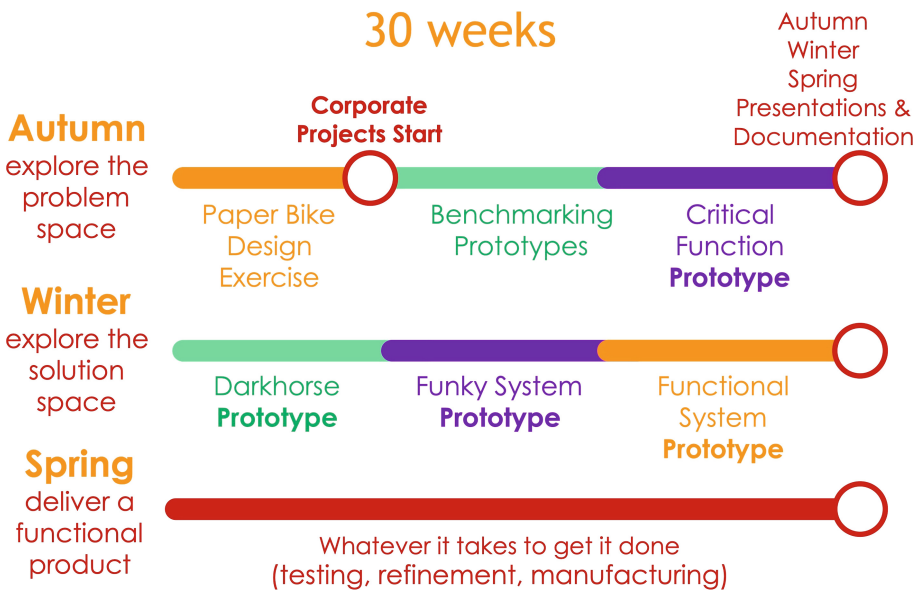 30 weeks
Autumn
Winter
Spring
Presentations &
Documentation
Corporate
Projects Start
Autumn
explore the
problem
space
Paper Bike
Design
Exercise
Benchmarking
Prototypes
Critical
Function
Prototype
Winter
explore the
solution
space
Darkhorse
Prototype
Funky System
Prototype
Functional
System
Prototype
Spring
deliver a
functional
product
Whatever it takes to get it done
(testing, refinement, manufacturing)